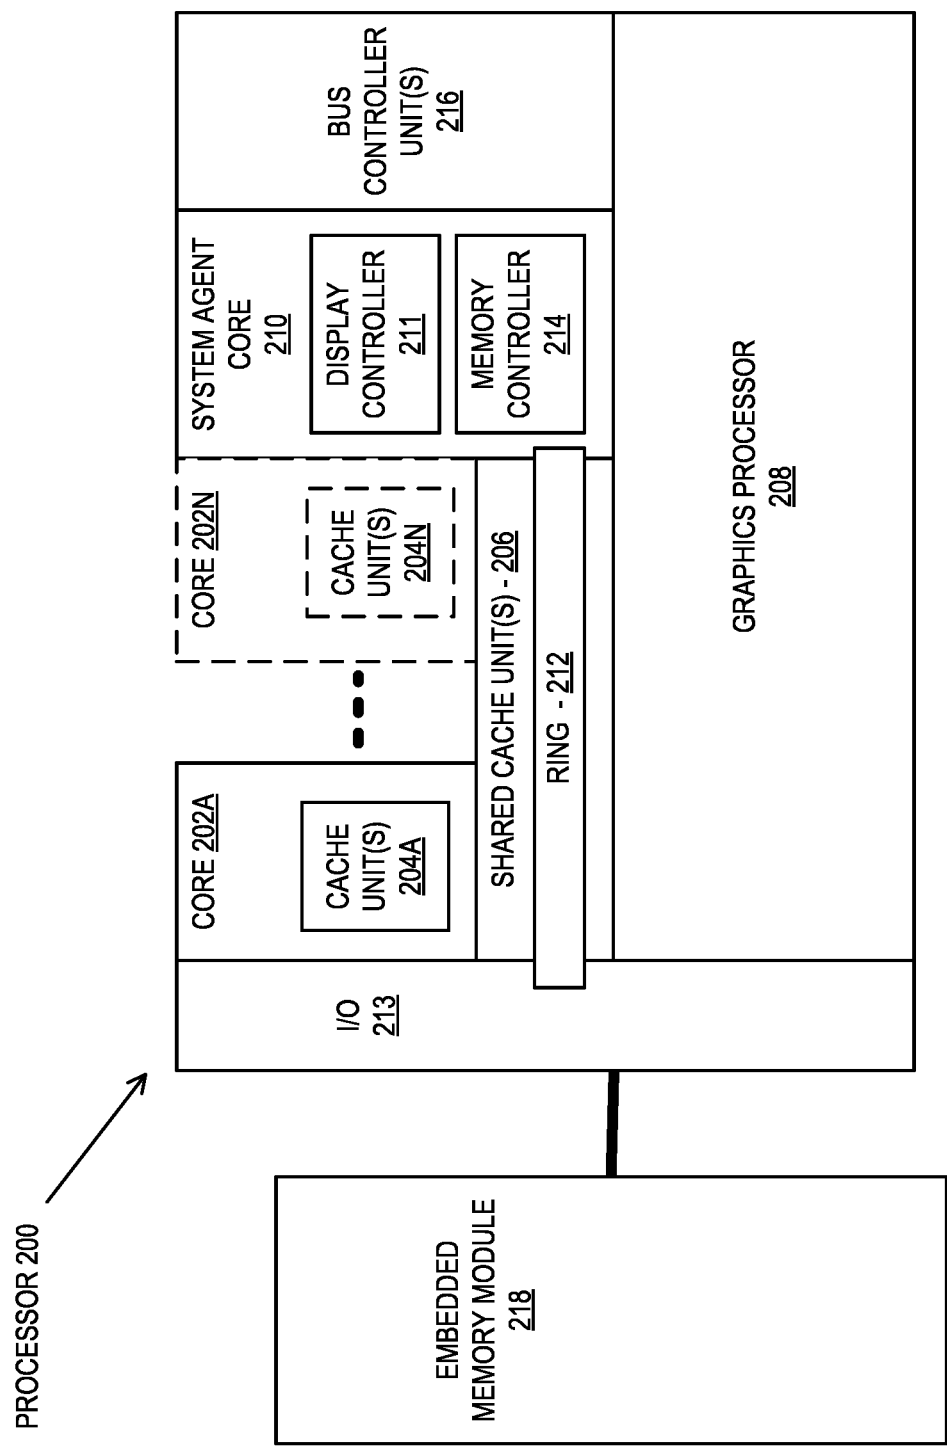 PROCESSOR 200
EMBEDDED
MEMORY MODULE
218
I/O
213
CORE 202A
CACHE
UNIT(S)
204A
CORE 202N
CACHE
UNIT(S)
204N
SHARED CACHE UNIT(S) - 206
RING - 212
SYSTEM AGENT
CORE
210
DISPLAY
CONTROLLER
211
MEMORY
CONTROLLER
214
BUS
CONTROLLER
UNIT(S)
216
GRAPHICS PROCESSOR
208